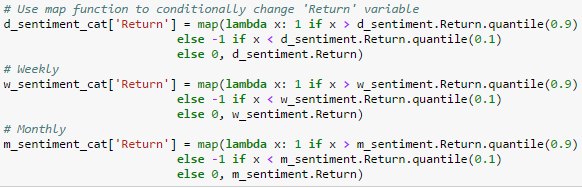 # Use map function to conditionally change 'Return' variable
d_sentiment_cat['Return'] = map(lambda x: 1 if x > d_sentiment.Return.quantile(0.9)
                            else -1 if x < d_sentiment.Return.quantile(0.1)
                            else 0, d_sentiment.Return)
# Weekly
w_sentiment_cat['Return'] = map(lambda x: 1 if x > w_sentiment.Return.quantile(0.9)
                            else -1 if x < w_sentiment.Return.quantile(0.1)
                            else 0, w_sentiment.Return)
# Monthly
m_sentiment_cat['Return'] = map(lambda x: 1 if x > m_sentiment.Return.quantile(0.9)
                            else -1 if x < m_sentiment.Return.quantile(0.1)
                            else 0, m_sentiment.Return)